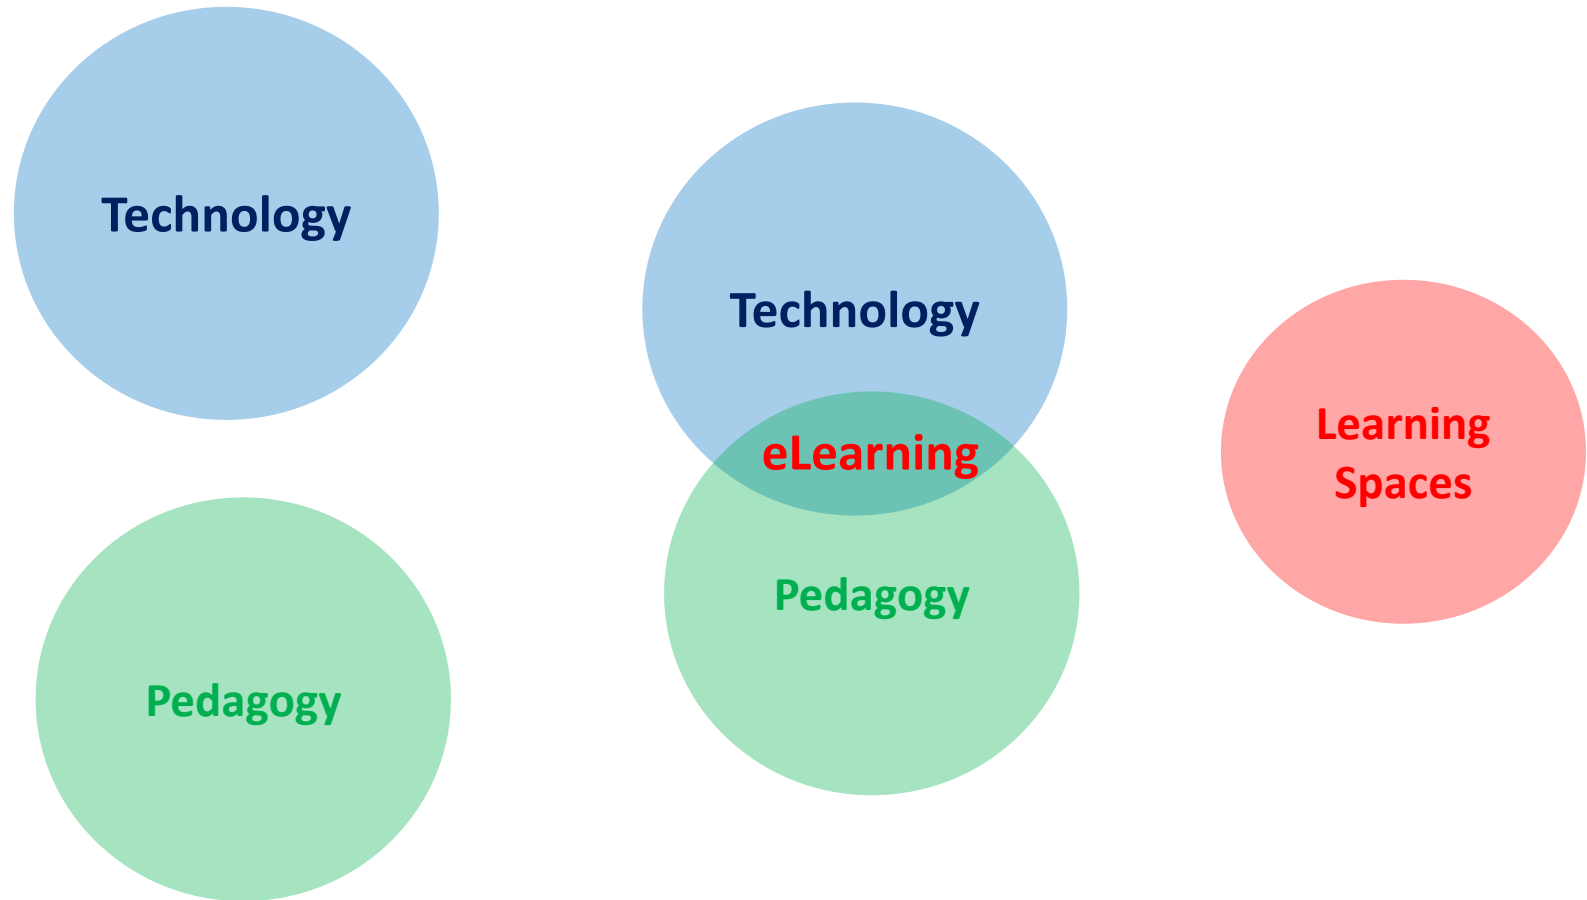 Technology
Pedagogy
Technology
eLearning
Pedagogy
Learning
Spaces